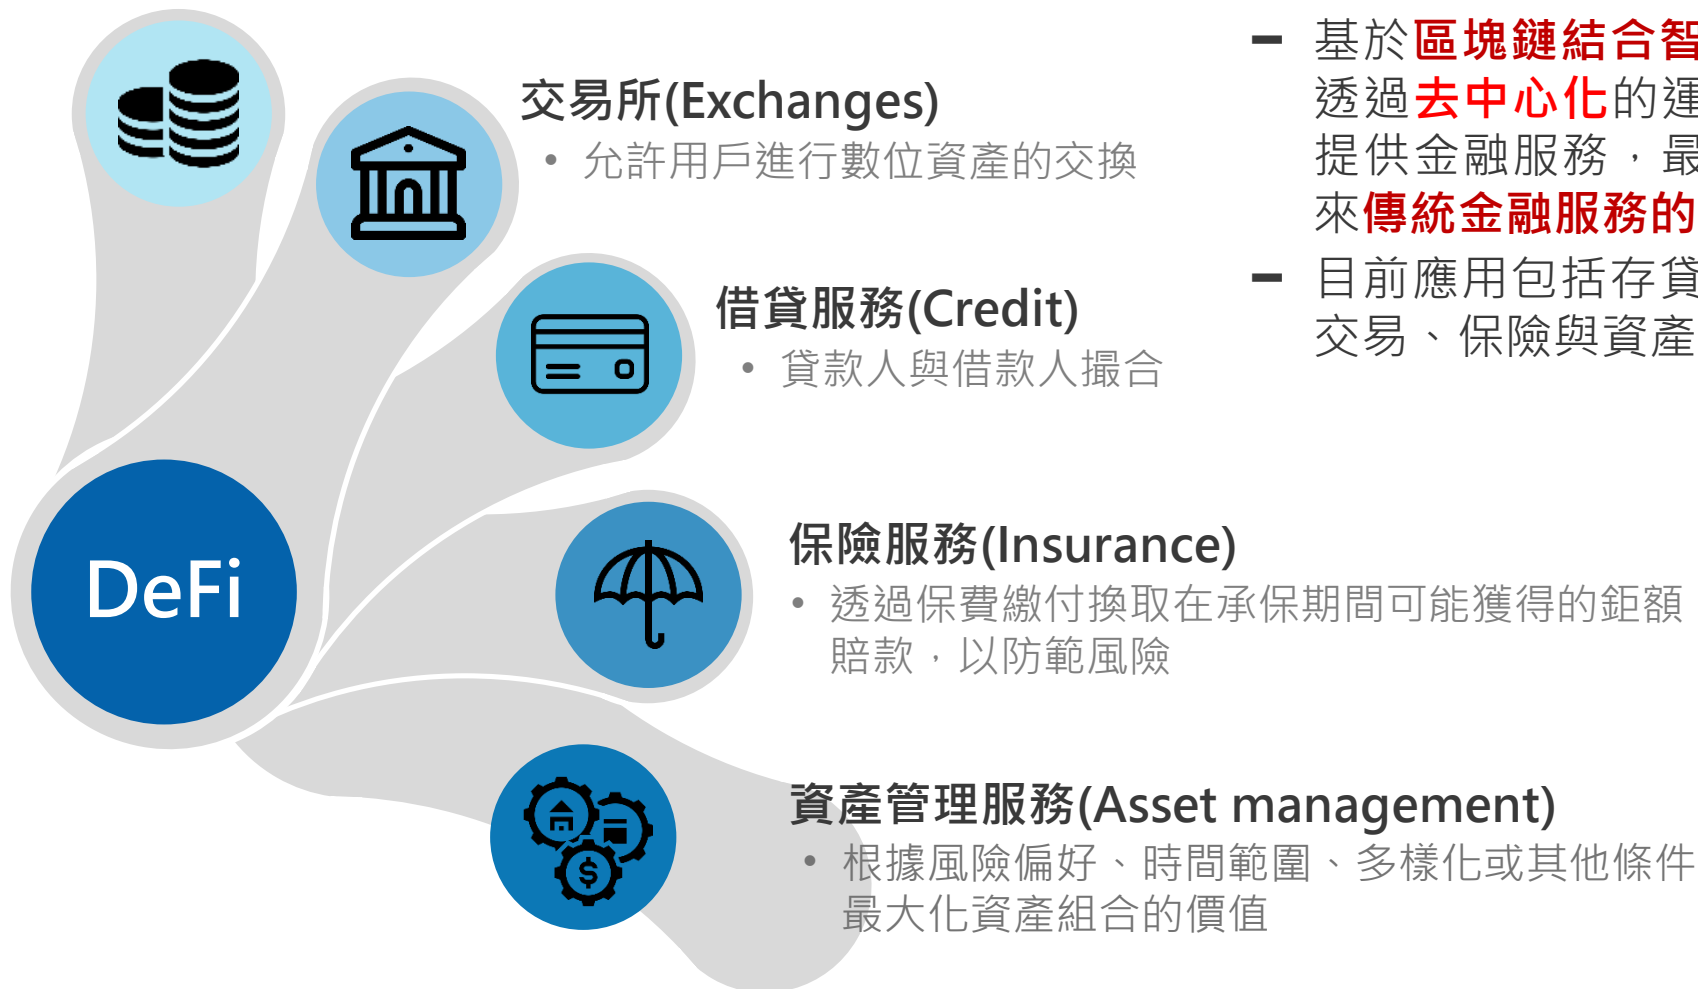 交易所(Exchanges)
• 允許用戶進行數位資產的交換
借貸服務(Credit)
• 貸款人與借款人撮合
DeFi
保險服務(Insurance)
• 透過保費繳付換取在承保期間可能獲得的鉅額
賠款，以防範風險
資產管理服務(Asset management)
• 根據風險偏好、時間範圍、多樣化或其他條件
最大化資產組合的價值
$
– 基於區塊鏈結合智
透過去中心化的運
提供金融服務，最
來傳統金融服務的
– 目前應用包括存貸
交易、保險與資產